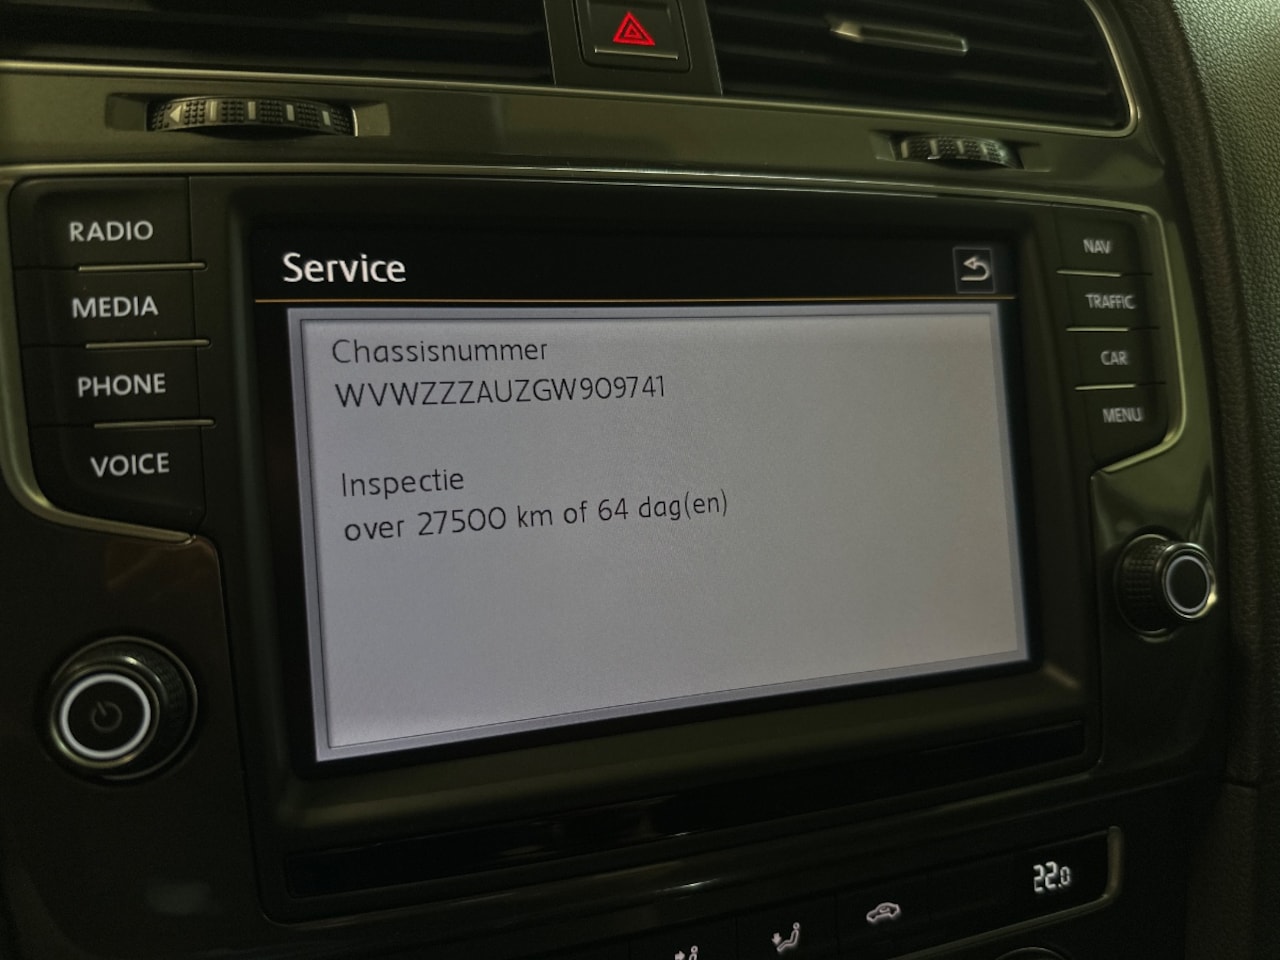 RADIO
MEDIA
PHONE
VOICE
Service
Chassisnummer
WVWZZZAUZGW909741
Inspectie
over 27500 km of 64 dag(en)
NAV
TRAFFIC
CAR
MENU
22.0